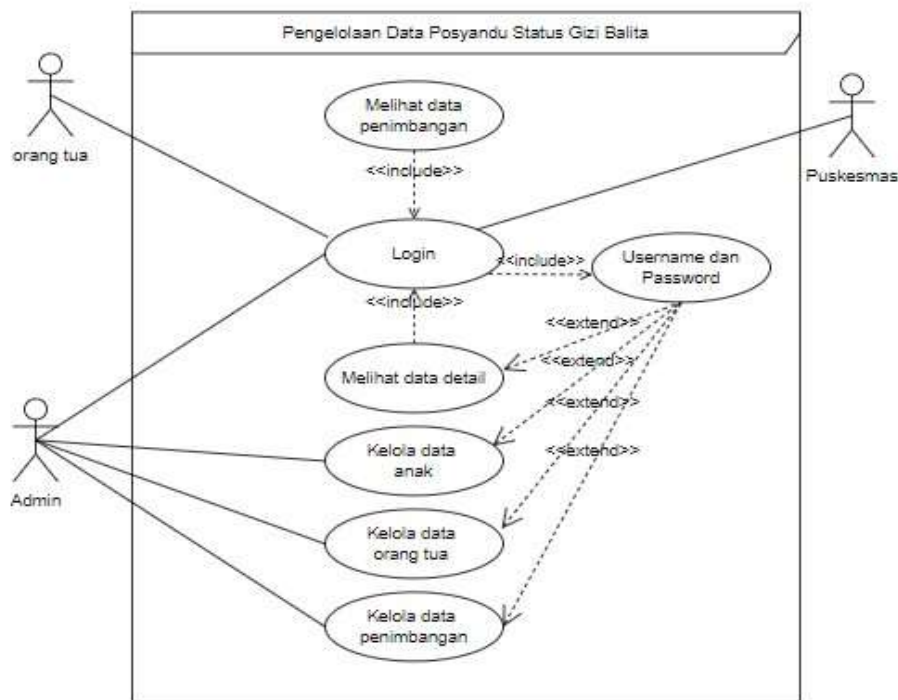 Pengelolaan Data Posyandu Status Gizi Balita
orang tua
Melihat data
penimbangan
Puskesmas
<<include>>
Login
<<include>>
Username dan
Password
<<include>>
<<extend>>
<<extend>>
Melihat data detail
<<extend>>
Kelola data
anak
<<extend>>
Admin
Kelola data
orang tua
Kelola data
penimbangan